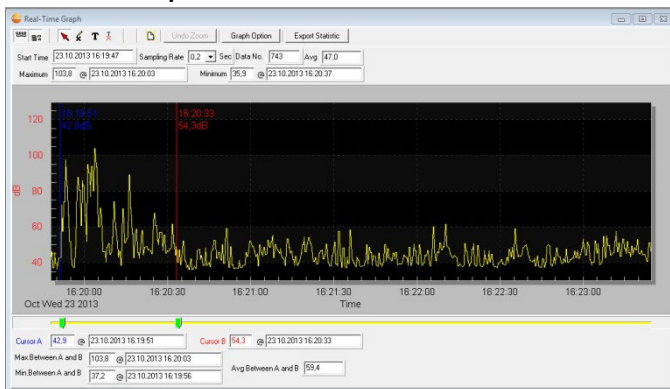 Real-Time Graph
T
Undo Zoom Graph Option Export Statistic
Start Time 23.10.2013 16:19:47 Sampling Rate 0,2 Sec Data No. 743 Avg 47,0
Maximum 103,8 @ 23.10.2013 16:20:03 Minimum 35,9 @ 23.10.2013 16:20:37
16:19:51 16:20:33
42,9dB 54,3dB
120
100
dB
80
60
40
16:20:00 16:20:30 16:21:00 16:21:30 16:22:00 16:22:30 16:23:00
Oct Wed 23 2013 Time
Cursor A 42,9 @ 23.10.2013 16:19:51 Cursor B 54,3 @ 23.10.2013 16:20:33
Max.Between A and B 103,8 @ 23.10.2013 16:20:03
Avg Between A and B 59,4
Min.Between A and B 37,2 @ 23.10.2013 16:19:56